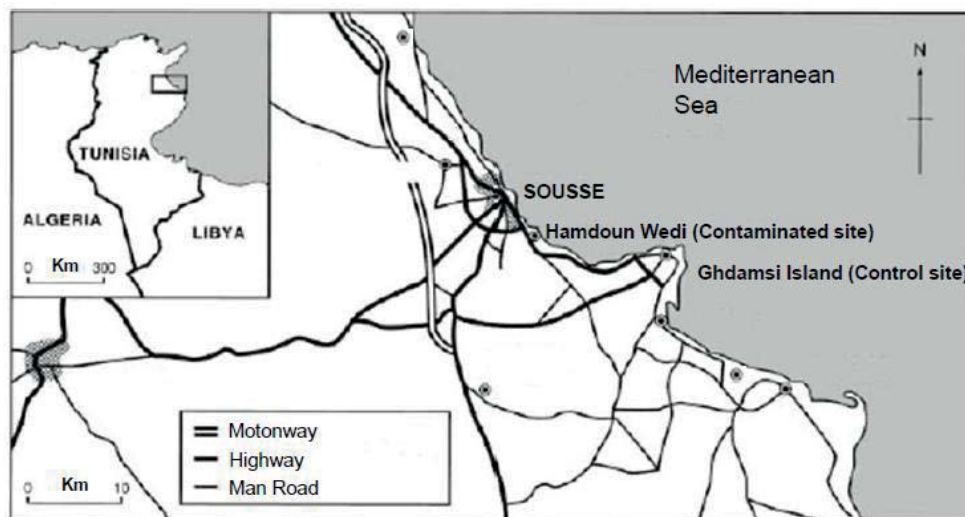 Mediterranean
Sea
N
TUNISIA
ALGERIA
LIBYA
0 Km 300
SOUSSE
Hamdoun Wedi (Contaminated site)
Ghdamsi Island (Control site)
Motonway
Highway
Man Road
0 Km 10